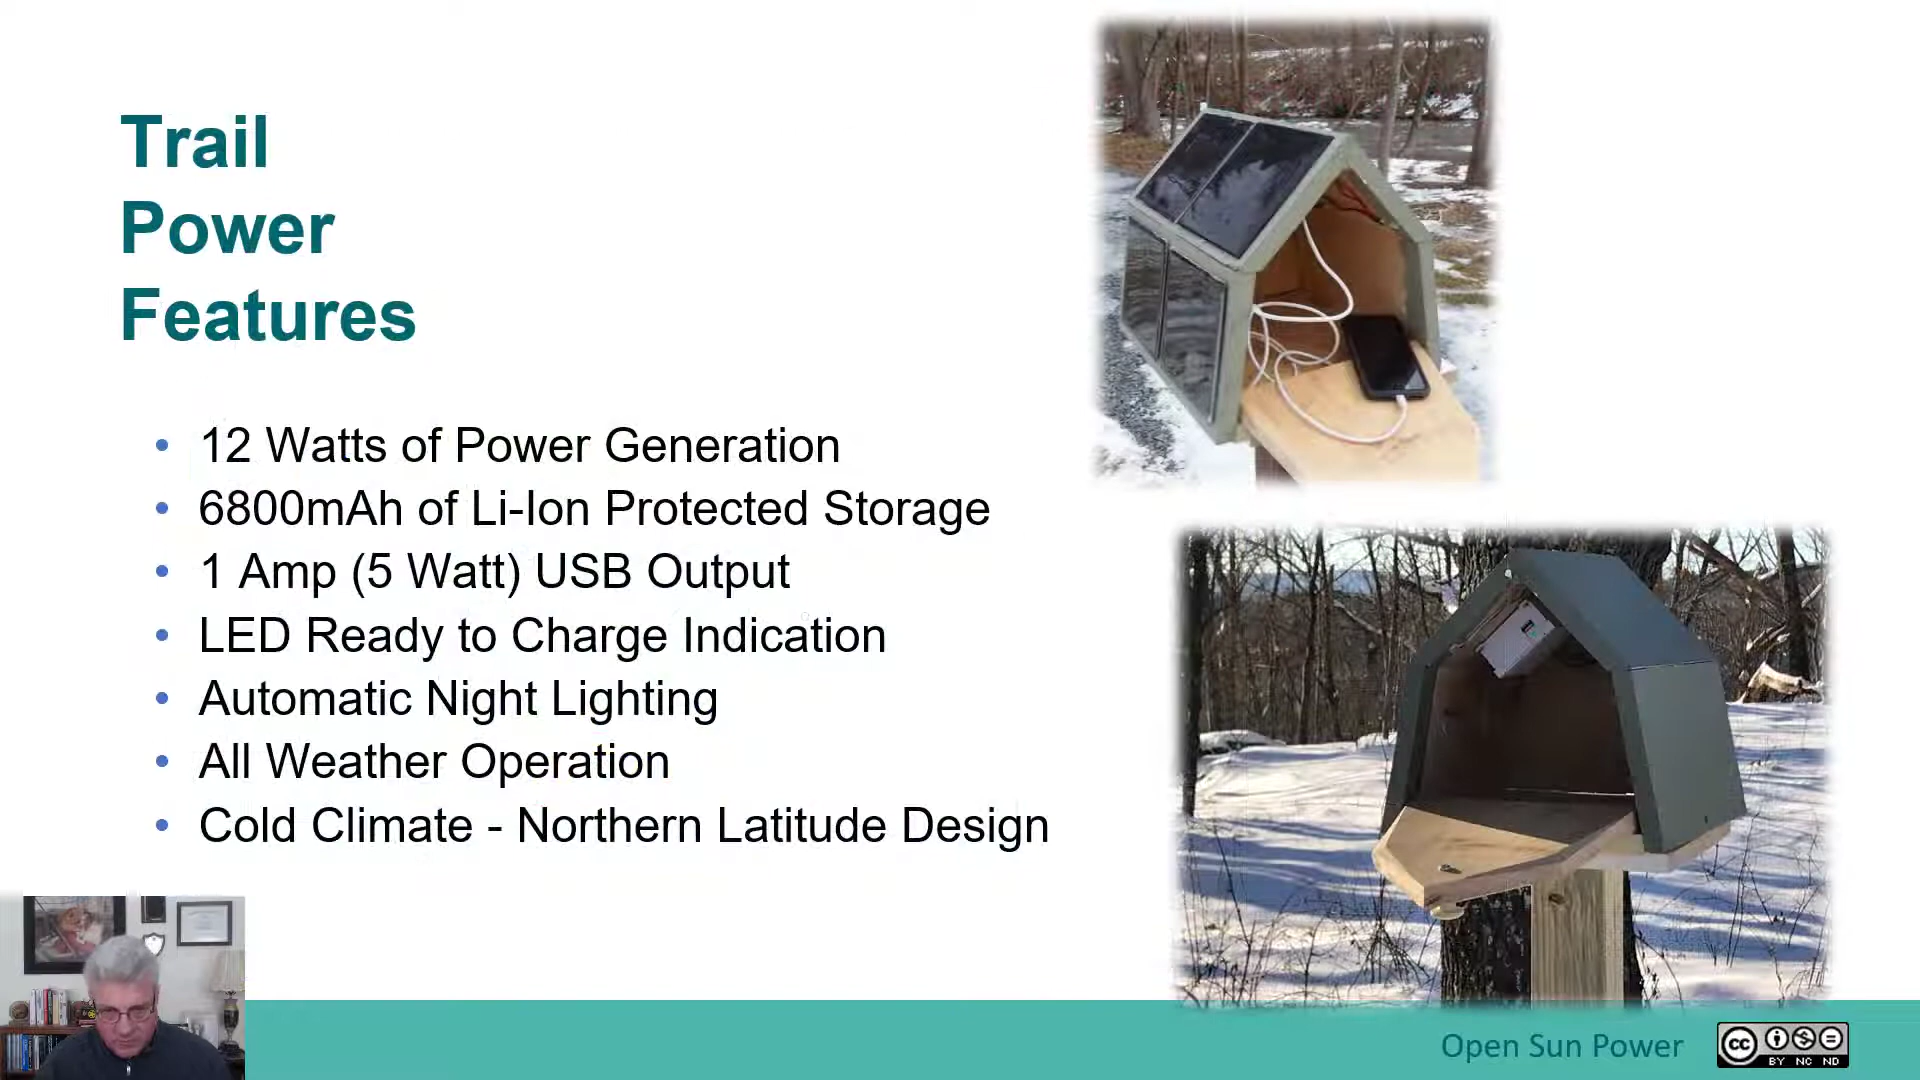 Trail
Power
Features
• 12 Watts of Power Generation
• 6800mAh of Li-Ion Protected Storage
• 1 Amp (5 Watt) USB Output
• LED Ready to Charge Indication
• Automatic Night Lighting
• All Weather Operation
• Cold Climate - Northern Latitude Design
Open Sun Power
cc
BY NC ND